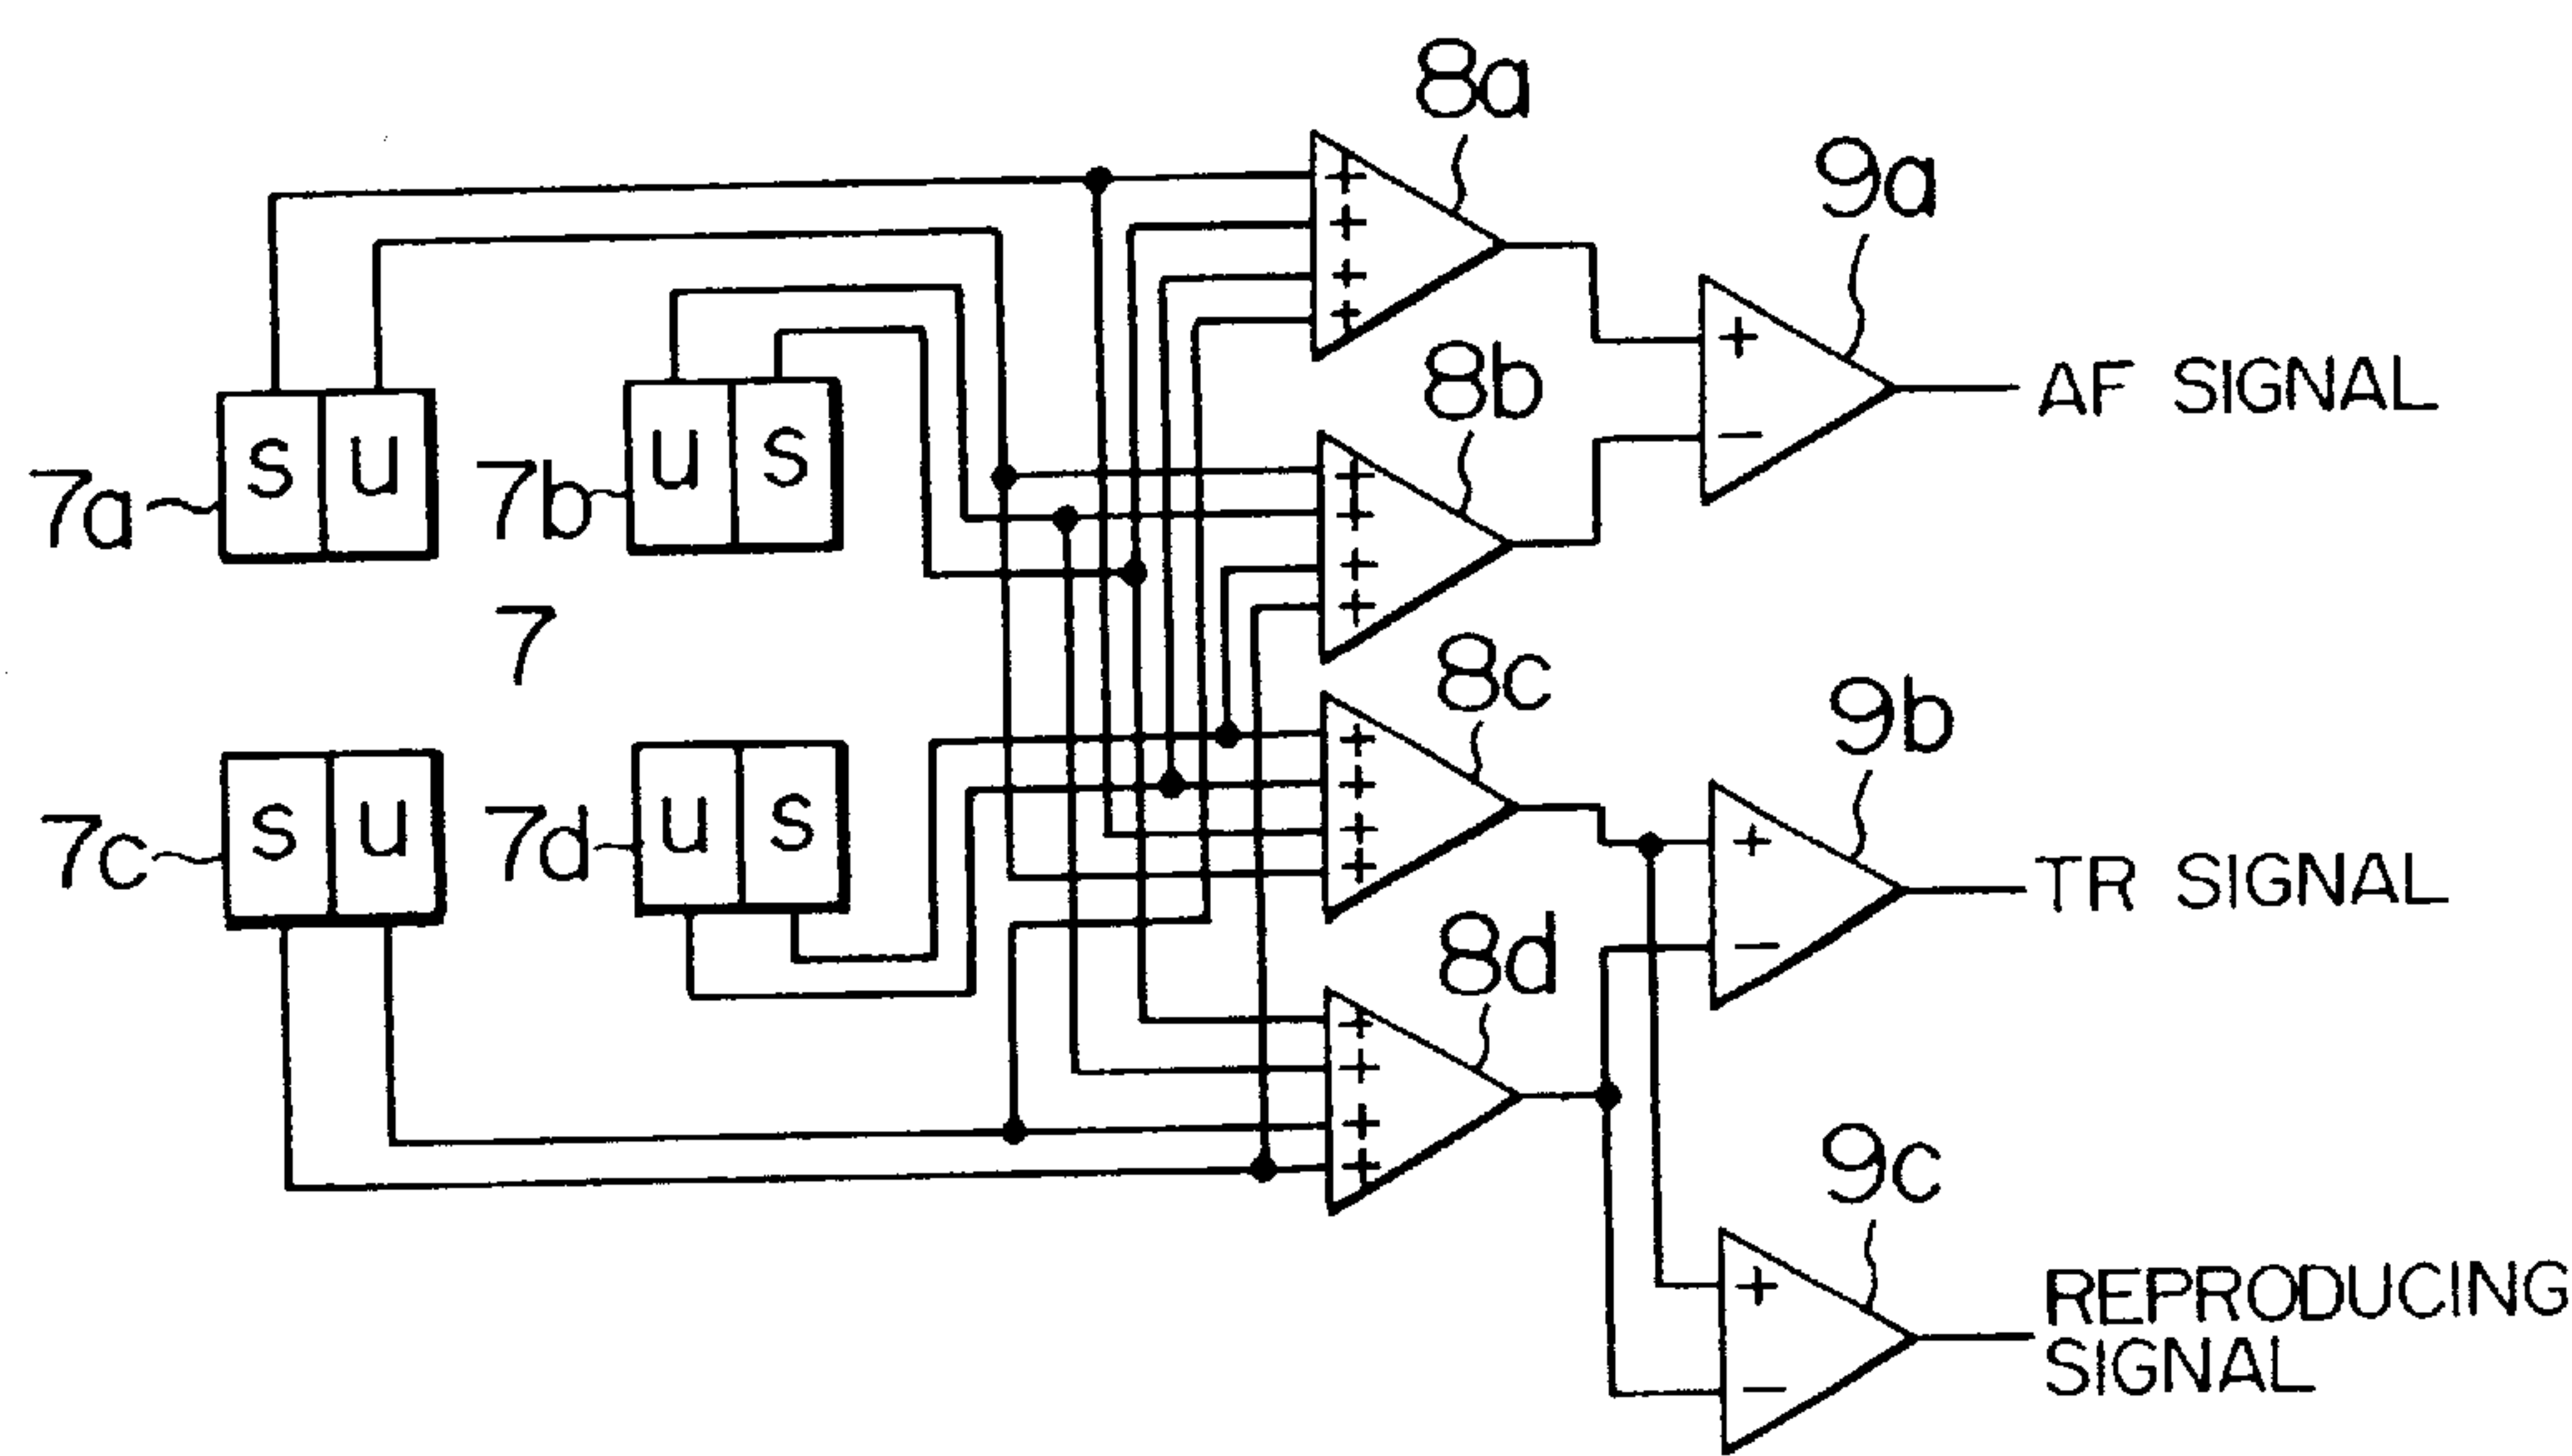 8a
9a
+
+
+
+
+
−
AF SIGNAL
8b
7a
s u
7b
u s
+
+
+
+
7
8c
9b
7c
s u
7d
u s
+
+
+
+
+
−
TR SIGNAL
8d
+
+
+
+
9c
+
−
REPRODUCING
SIGNAL